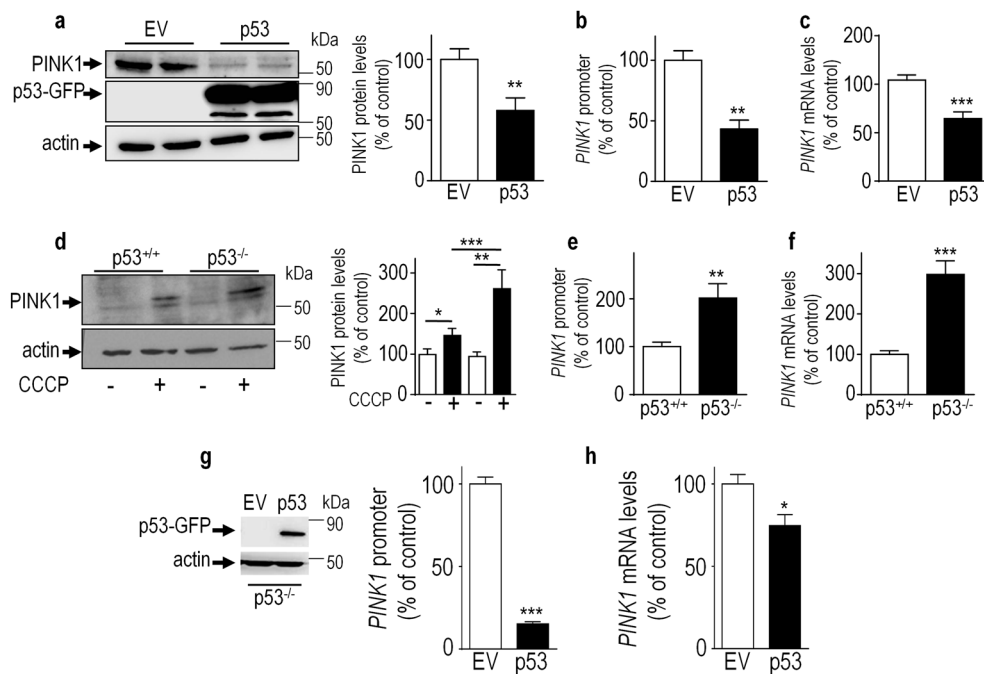 a
EV p53 kDa
PINK1 50
p53-GFP 90
50
actin 50
PINK1 protein levels
(% of control)
100
50
0
**
EV p53
b
PINK1 promoter
(% of control)
100
50
0
**
EV p53
c
PINK1 mRNA levels
(% of control)
200
150
100
50
0
***
EV p53
d
p53+/+ p53-/- kDa
PINK1 50
actin 50
CCCP - + - +
PINK1 protein levels
(% of control)
300
200
100
0
***
**
*
CCCP - + - +
e
PINK1 promoter
(% of control)
200
100
0
**
p53+/+ p53-/-
f
PINK1 mRNA levels
(% of control)
300
200
100
0
***
p53+/+ p53-/-
g
EV p53 kDa
p53-GFP 90
actin 50
p53-/-
PINK1 promoter
(% of control)
100
50
0
***
EV p53
h
PINK1 mRNA levels
(% of control)
100
50
0
*
EV p53